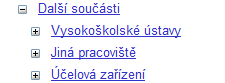 Další součásti
Vysokoškolské ústavy
Jiná pracoviště
Účelová zařízení